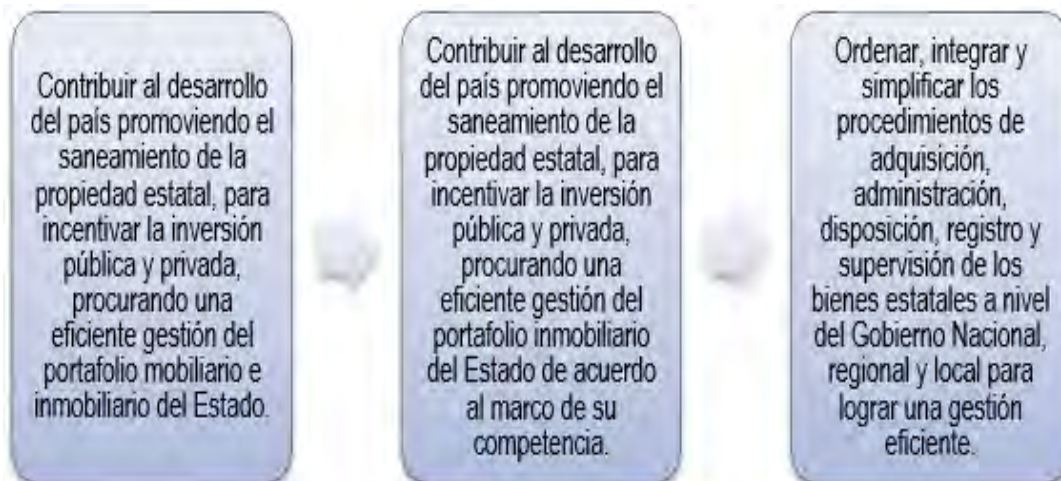 Contribuir al desarrollo
del país promoviendo el
saneamiento de la
propiedad estatal, para
incentivar la inversión
pública y privada,
procurando una
eficiente gestión del
portafolio mobiliario e
inmobiliario del Estado.
Contribuir al desarrollo
del país promoviendo el
saneamiento de la
propiedad estatal, para
incentivar la inversión
pública y privada,
procurando una
eficiente gestión del
portafolio inmobiliario
del Estado de acuerdo
al marco de su
competencia.
Ordenar, integrar y
simplificar los
procedimientos de
adquisición,
administración,
disposición, registro y
supervisión de los
bienes estatales a nivel
del Gobierno Nacional,
regional y local para
lograr una gestión
eficiente.